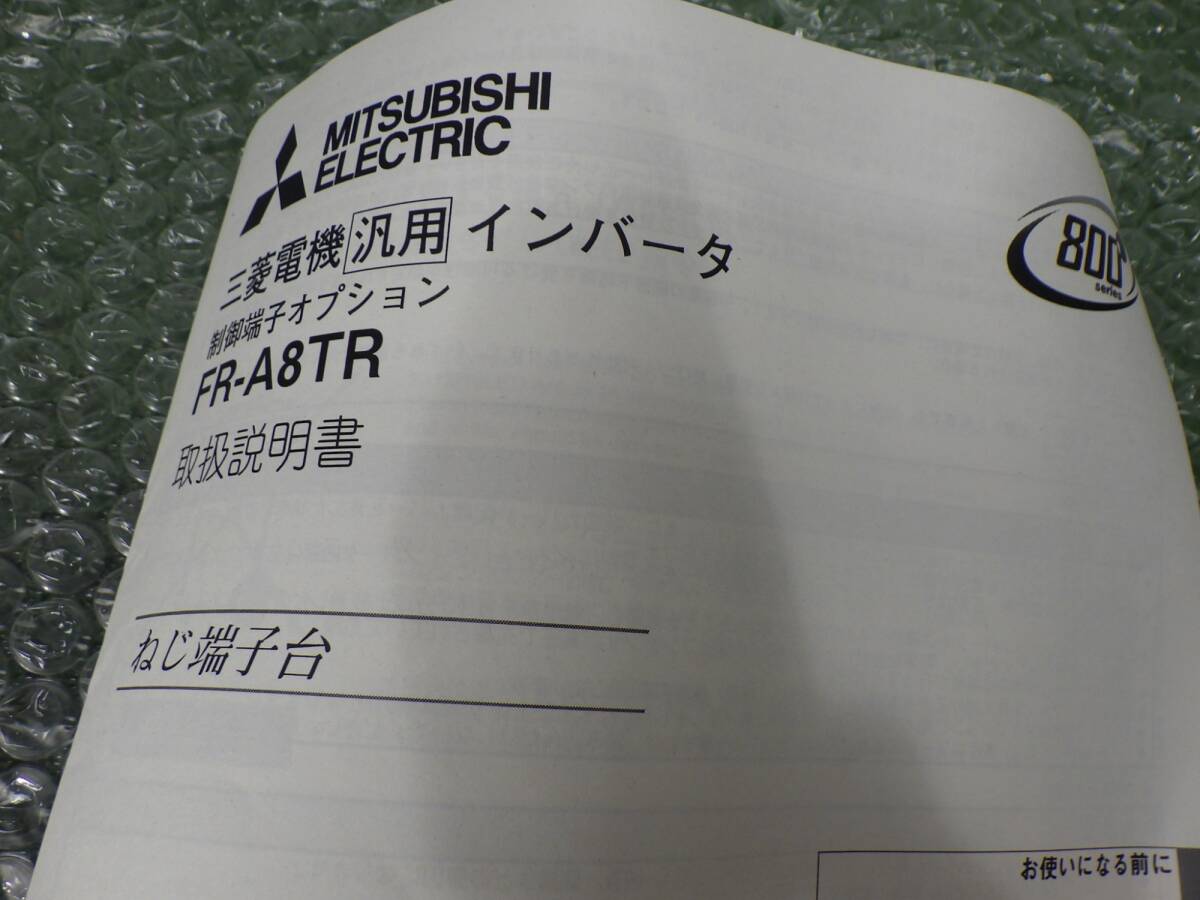 MITSUBISHI
ELECTRIC
三菱電機 汎用 インバータ
800
series
制御端子オプション
FR-A8TR
取扱説明書
ねじ端子台
お使いになる前に